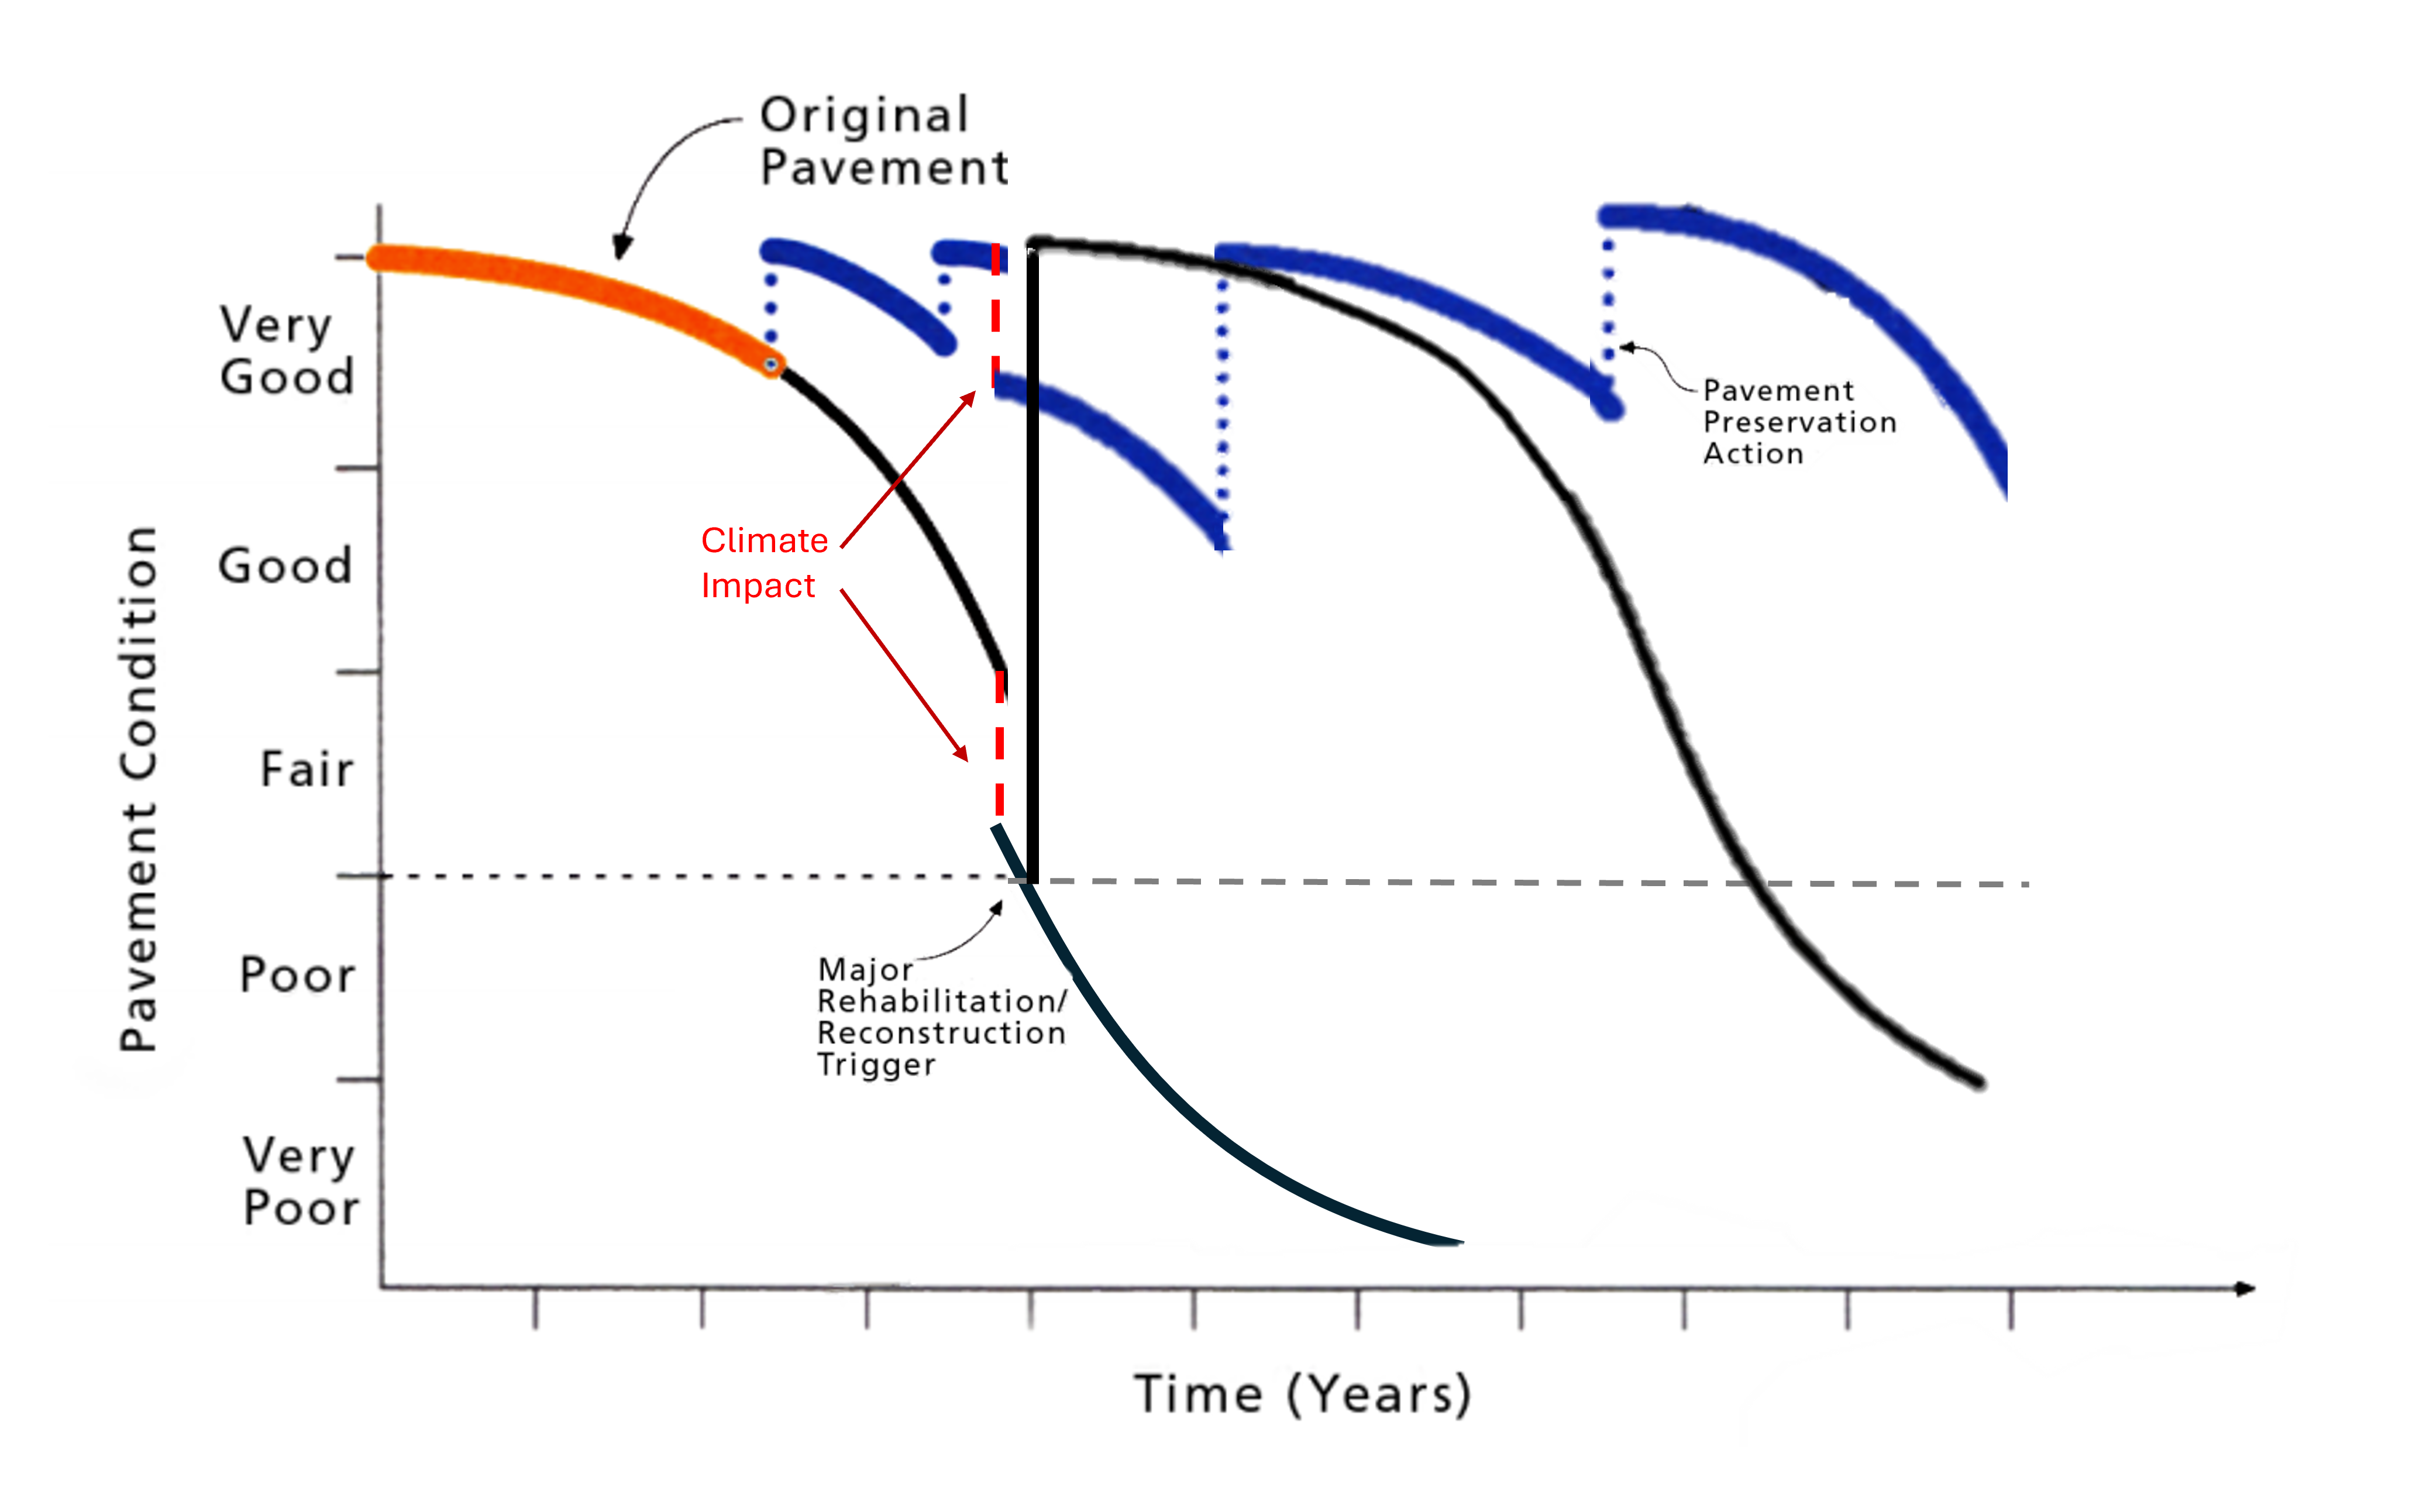 Original
Pavement
Very
Good
Pavement
Preservation
Action
Climate
Impact
Good
Fair
Poor
Very
Poor
Pavement Condition
Major
Rehabilitation/
Reconstruction
Trigger
Time (Years)